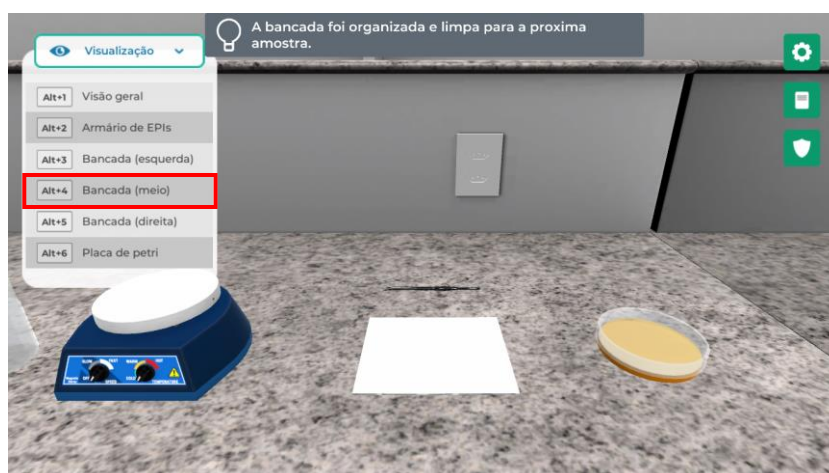 A bancada foi organizada e limpa para a proxima
amostra.
Visualização
Alt+1 Visão geral
Alt+2 Armário de EPIs
Alt+3 Bancada (esquerda)
Alt+4 Bancada (meio)
Alt+5 Bancada (direita)
Alt+6 Placa de petri